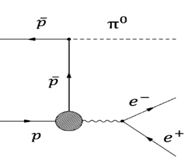 p̄ π⁰
p̄
e⁻
p e⁺